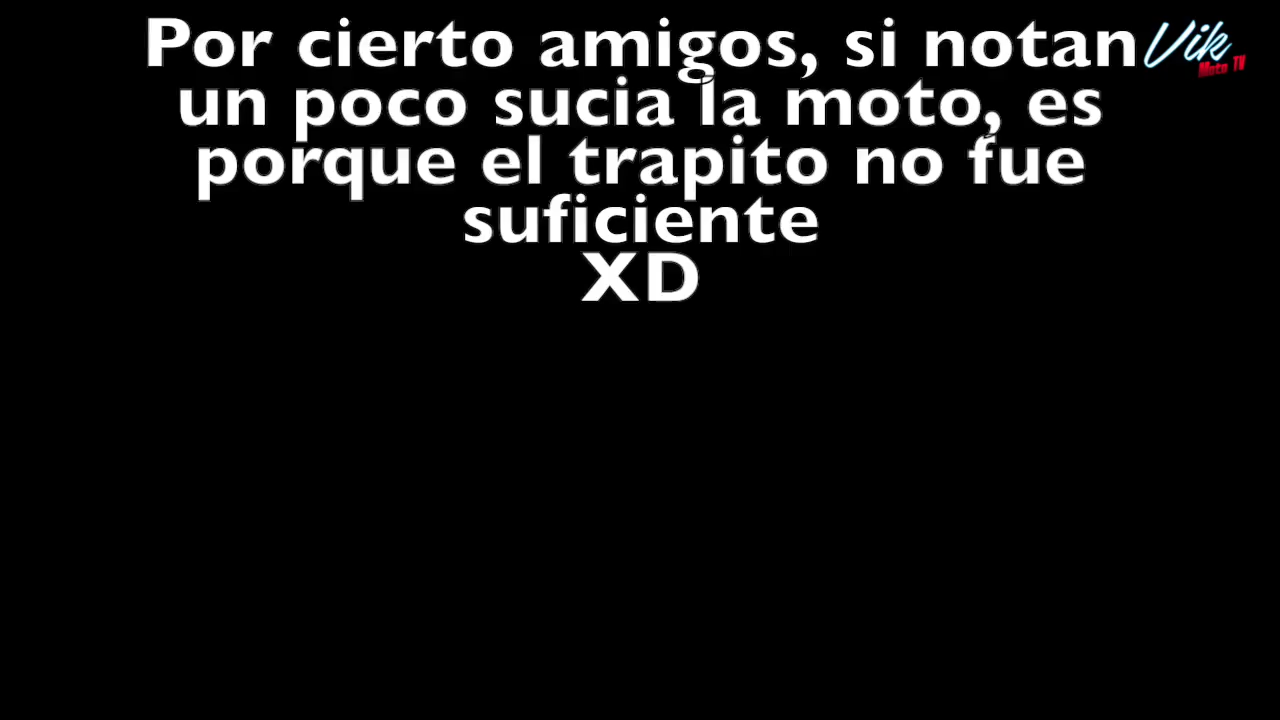 Por cierto amigos, si notan
un poco sucia la moto, es
porque el trapito no fue
suficiente
XD
Vik
Moto TV